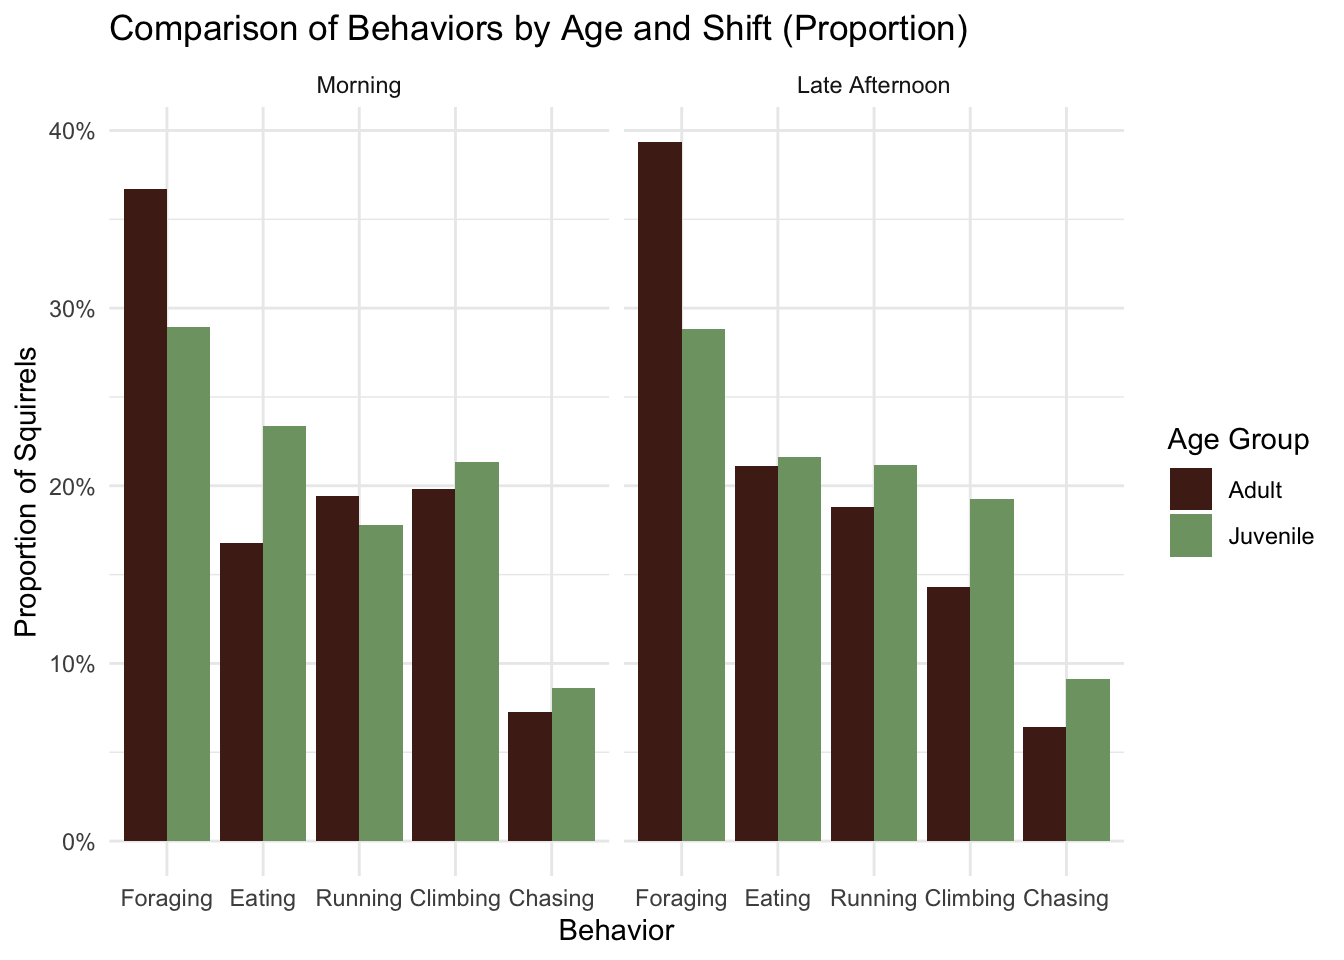 Comparison of Behaviors by Age and Shift (Proportion)
Morning
Late Afternoon
40%
30%
20%
10%
0%
Proportion of Squirrels
Foraging Eating Running Climbing Chasing
Foraging Eating Running Climbing Chasing
Behavior
Age Group
Adult
Juvenile